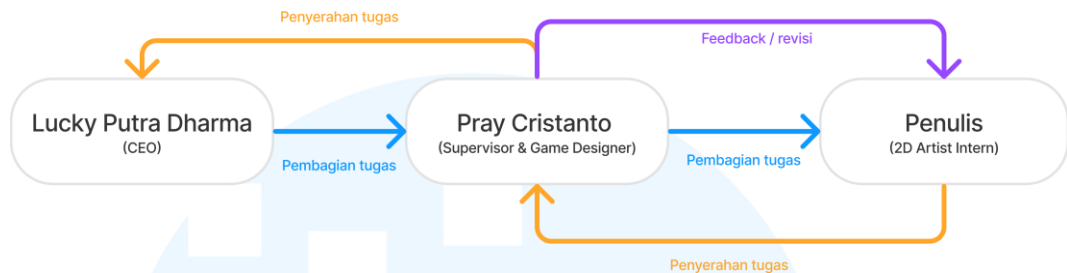 Penyerahan tugas
Feedback / revisi
Lucky Putra Dharma
(CEO)
Pembagian tugas
Pray Cristanto
(Supervisor & Game Designer)
Pembagian tugas
Penulis
(2D Artist Intern)
Penyerahan tugas